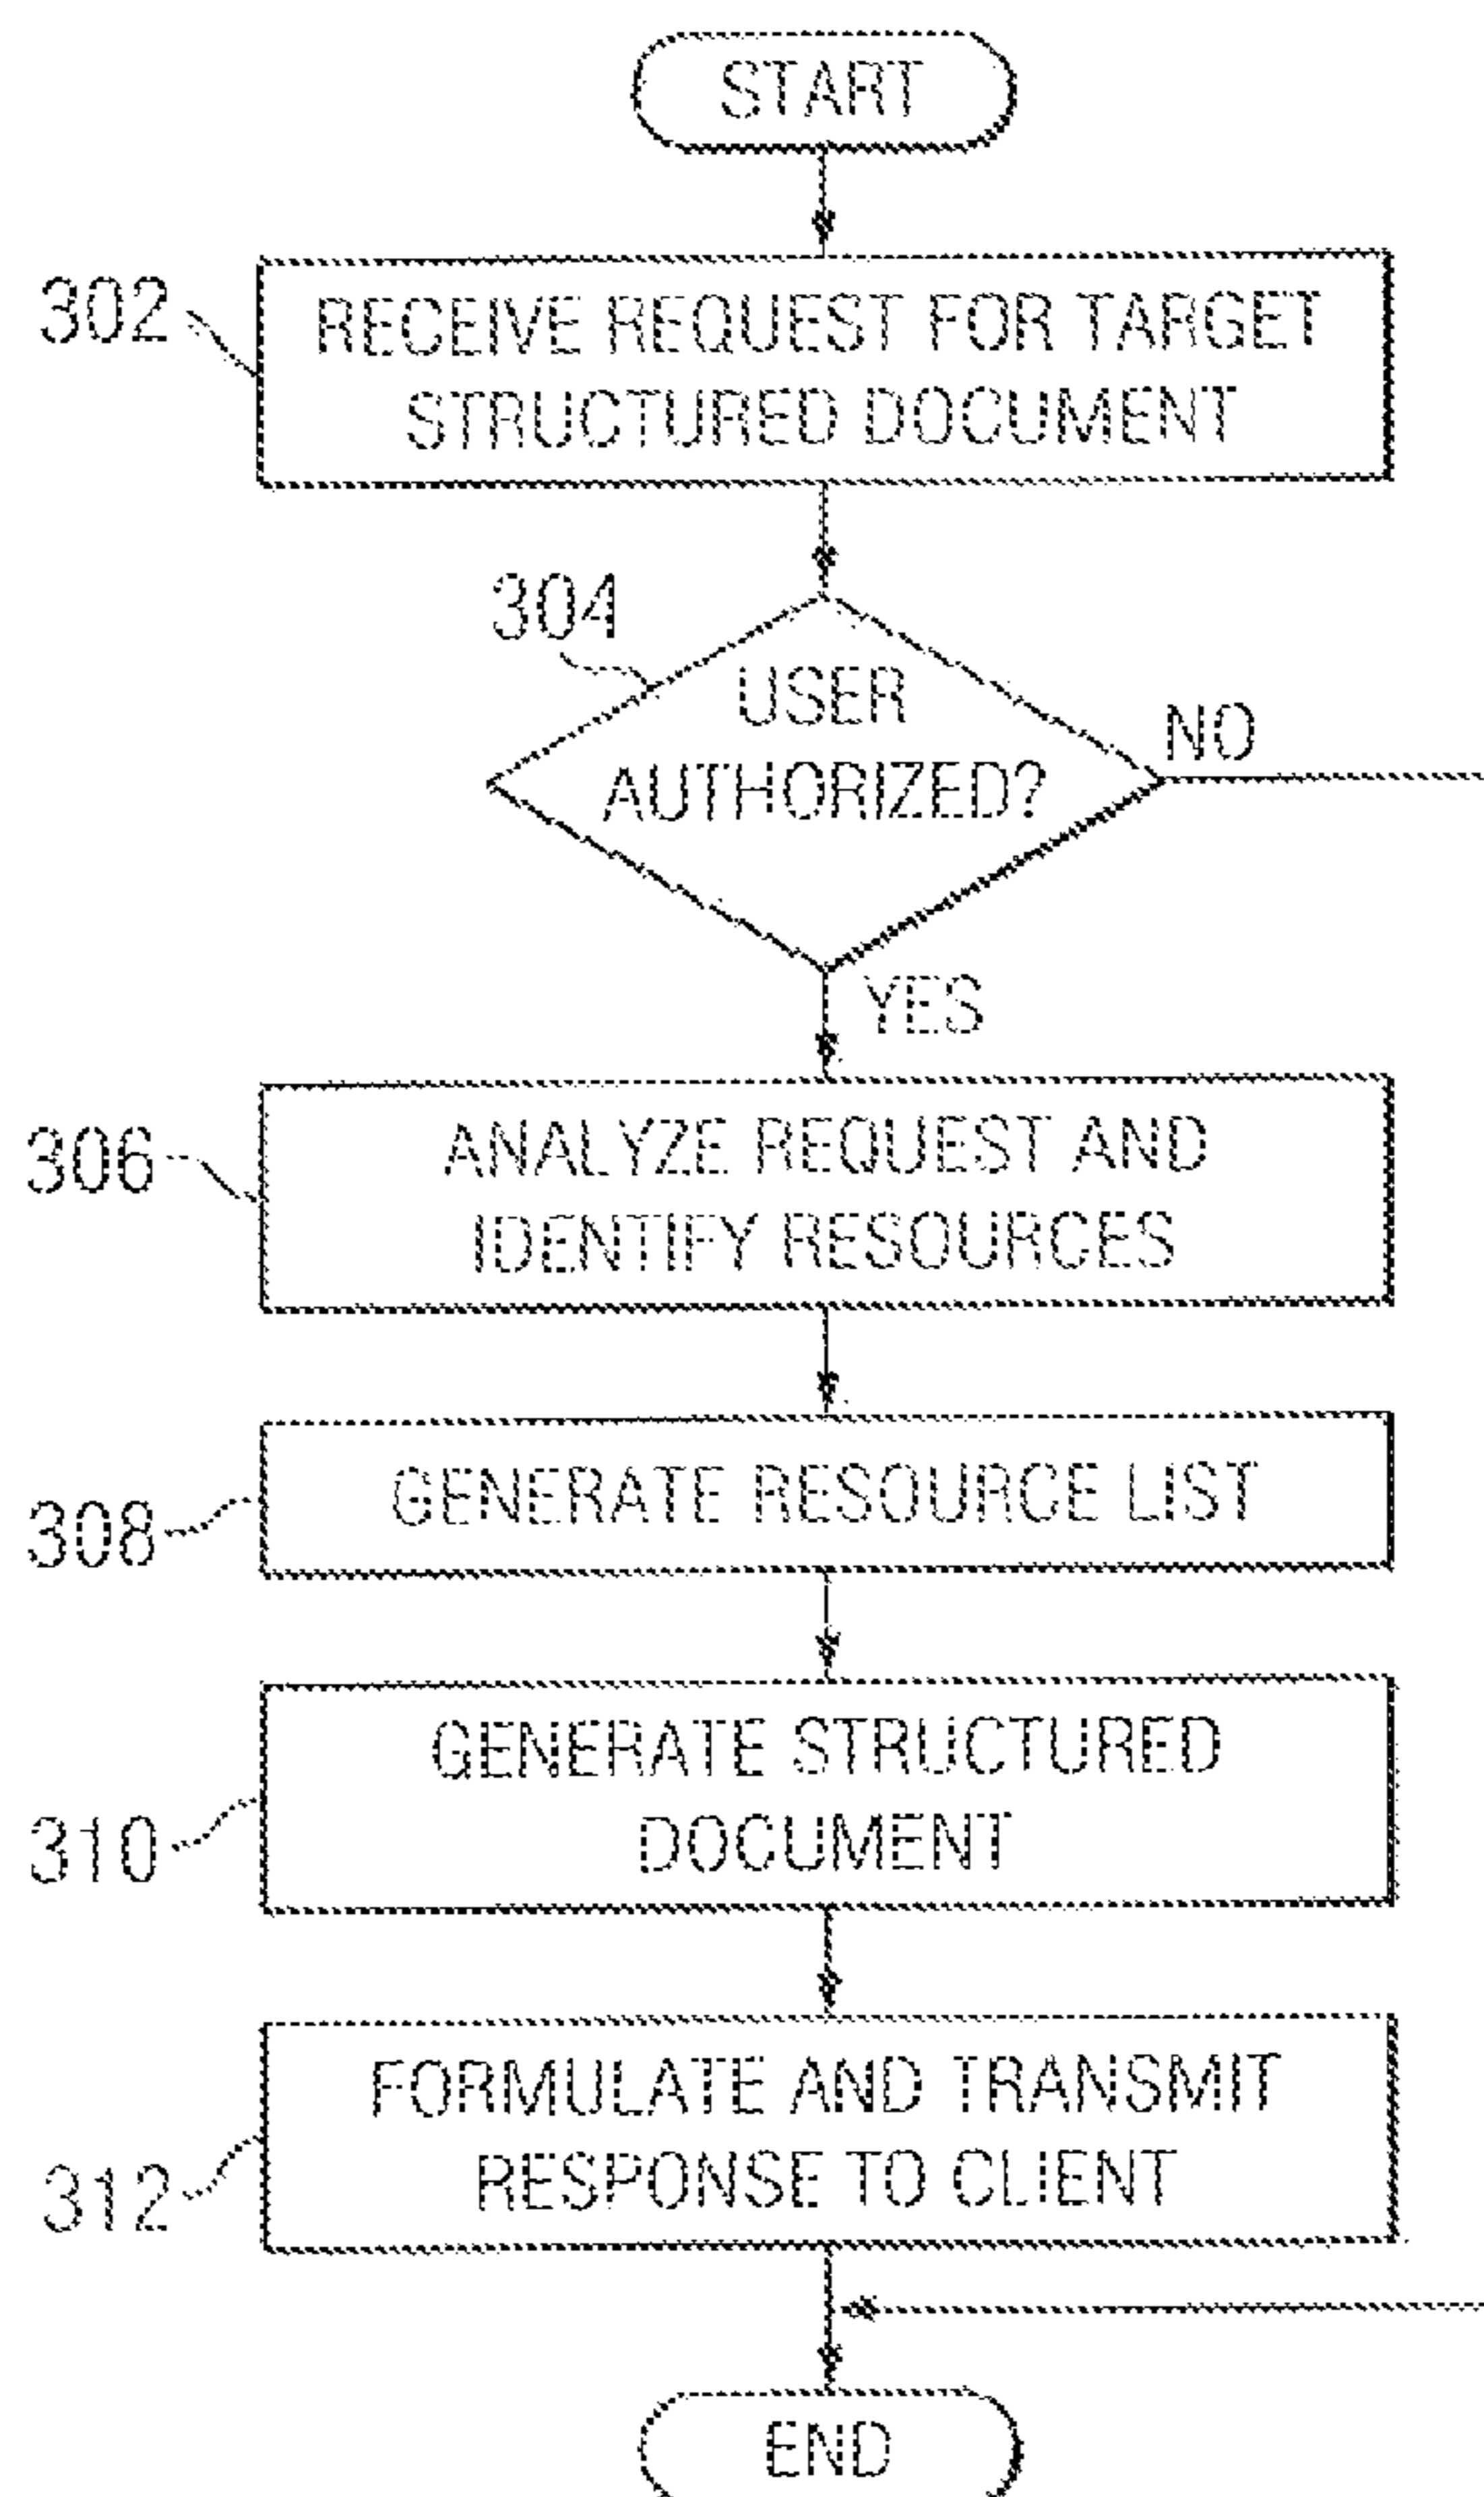 START
302
RECEIVE REQUEST FOR TARGET
STRUCTURED DOCUMENT
304
USER
AUTHORIZED?
NO
YES
306
ANALYZE REQUEST AND
IDENTIFY RESOURCES
308
GENERATE RESOURCE LIST
310
GENERATE STRUCTURED
DOCUMENT
312
FORMULATE AND TRANSMIT
RESPONSE TO CLIENT
END